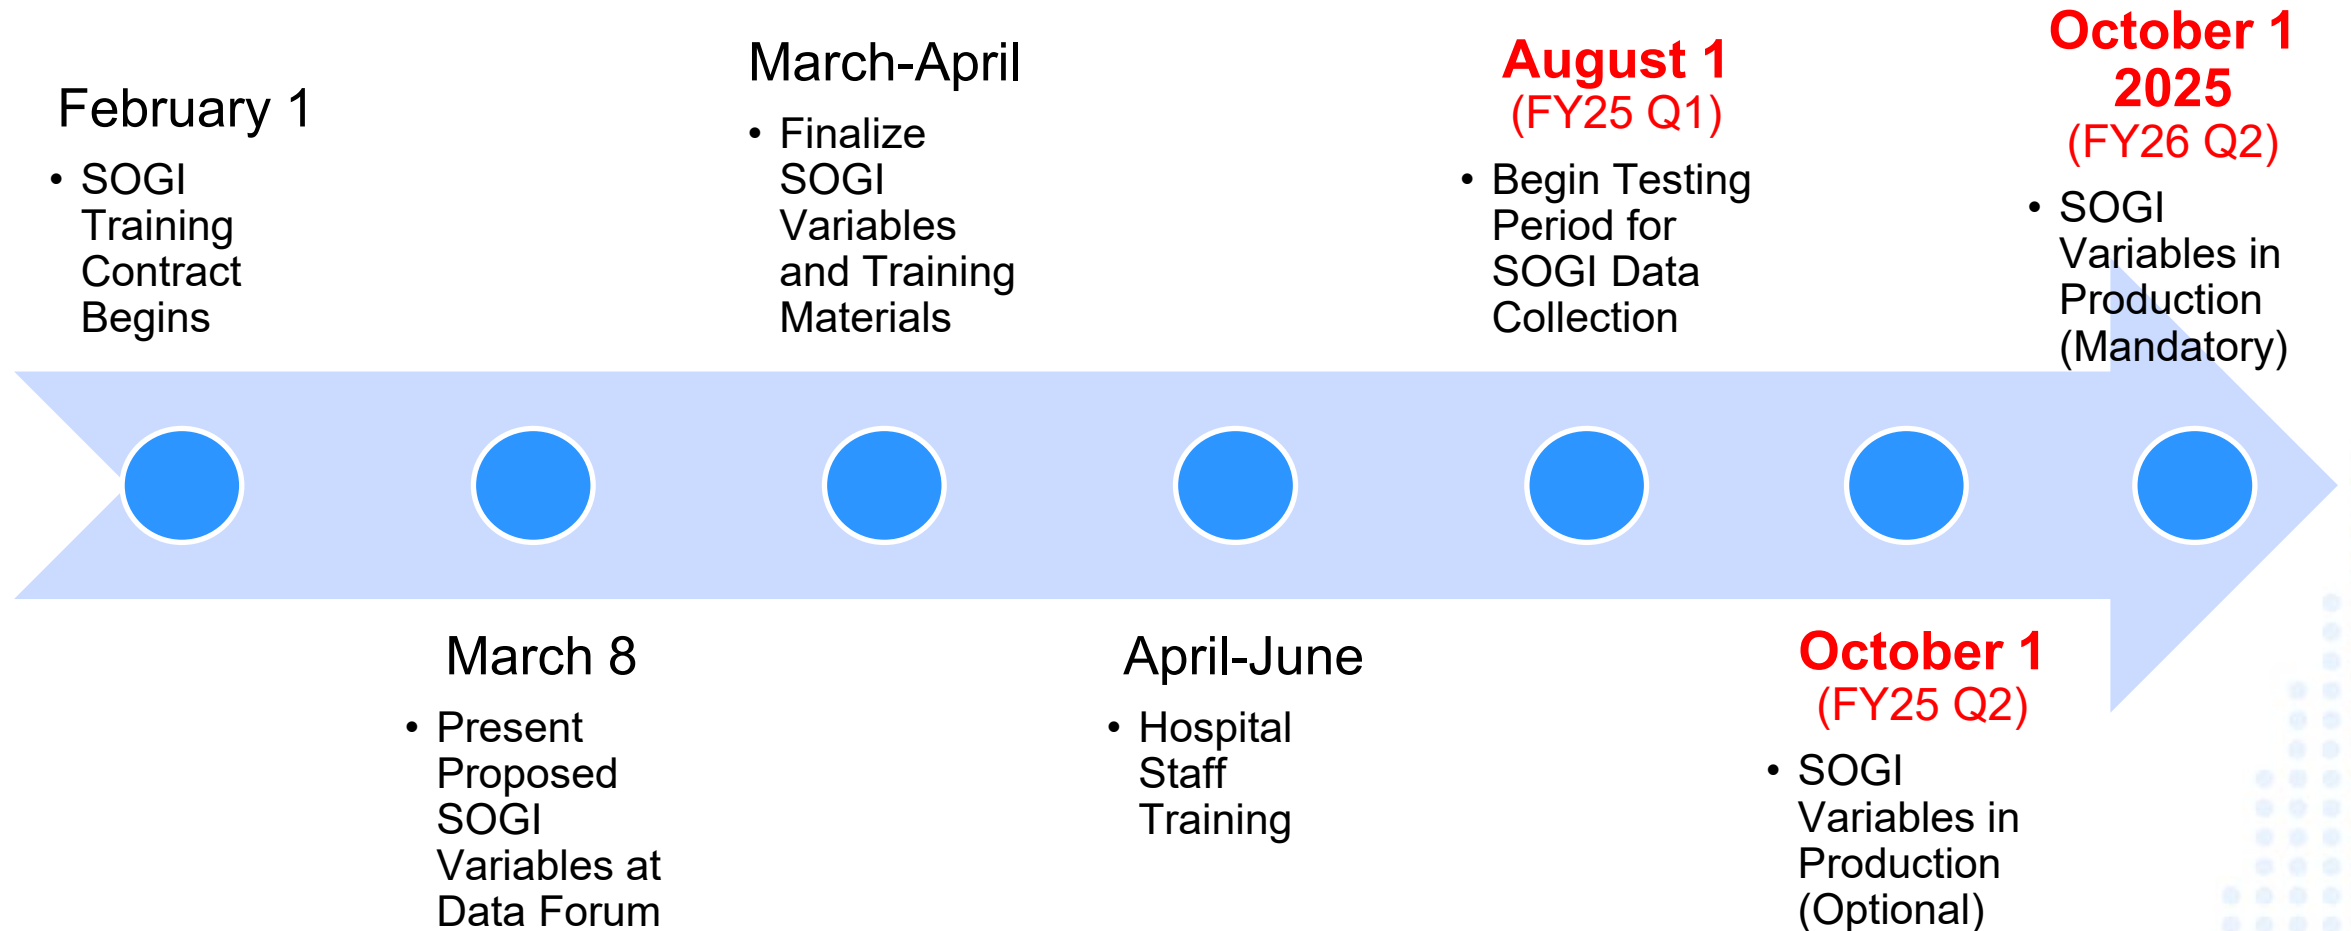 February 1
• SOGI
Training
Contract
Begins
March 8
• Present
Proposed
SOGI
Variables at
Data Forum
March-April
• Finalize
SOGI
Variables
and Training
Materials
April-June
• Hospital
Staff
Training
August 1
(FY25 Q1)
• Begin Testing
Period for
SOGI Data
Collection
October 1
(FY25 Q2)
• SOGI
Variables in
Production
(Optional)
October 1
2025
(FY26 Q2)
• SOGI
Variables in
Production
(Mandatory)